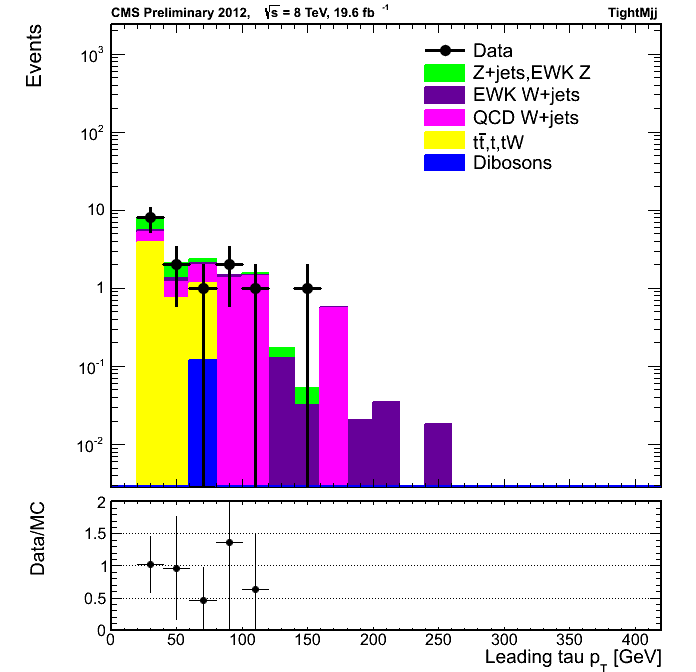 CMS Preliminary 2012, √s = 8 TeV, 19.6 fb⁻¹ TightMjj
Events
10³
10²
10
1
10⁻¹
10⁻²
Data
Z+jets,EWK Z
EWK W+jets
QCD W+jets
tt̄,t,tW
Dibosons
Data/MC
2
1.5
1
0.5
0
0 50 100 150 200 250 300 350 400
Leading tau p_T [GeV]